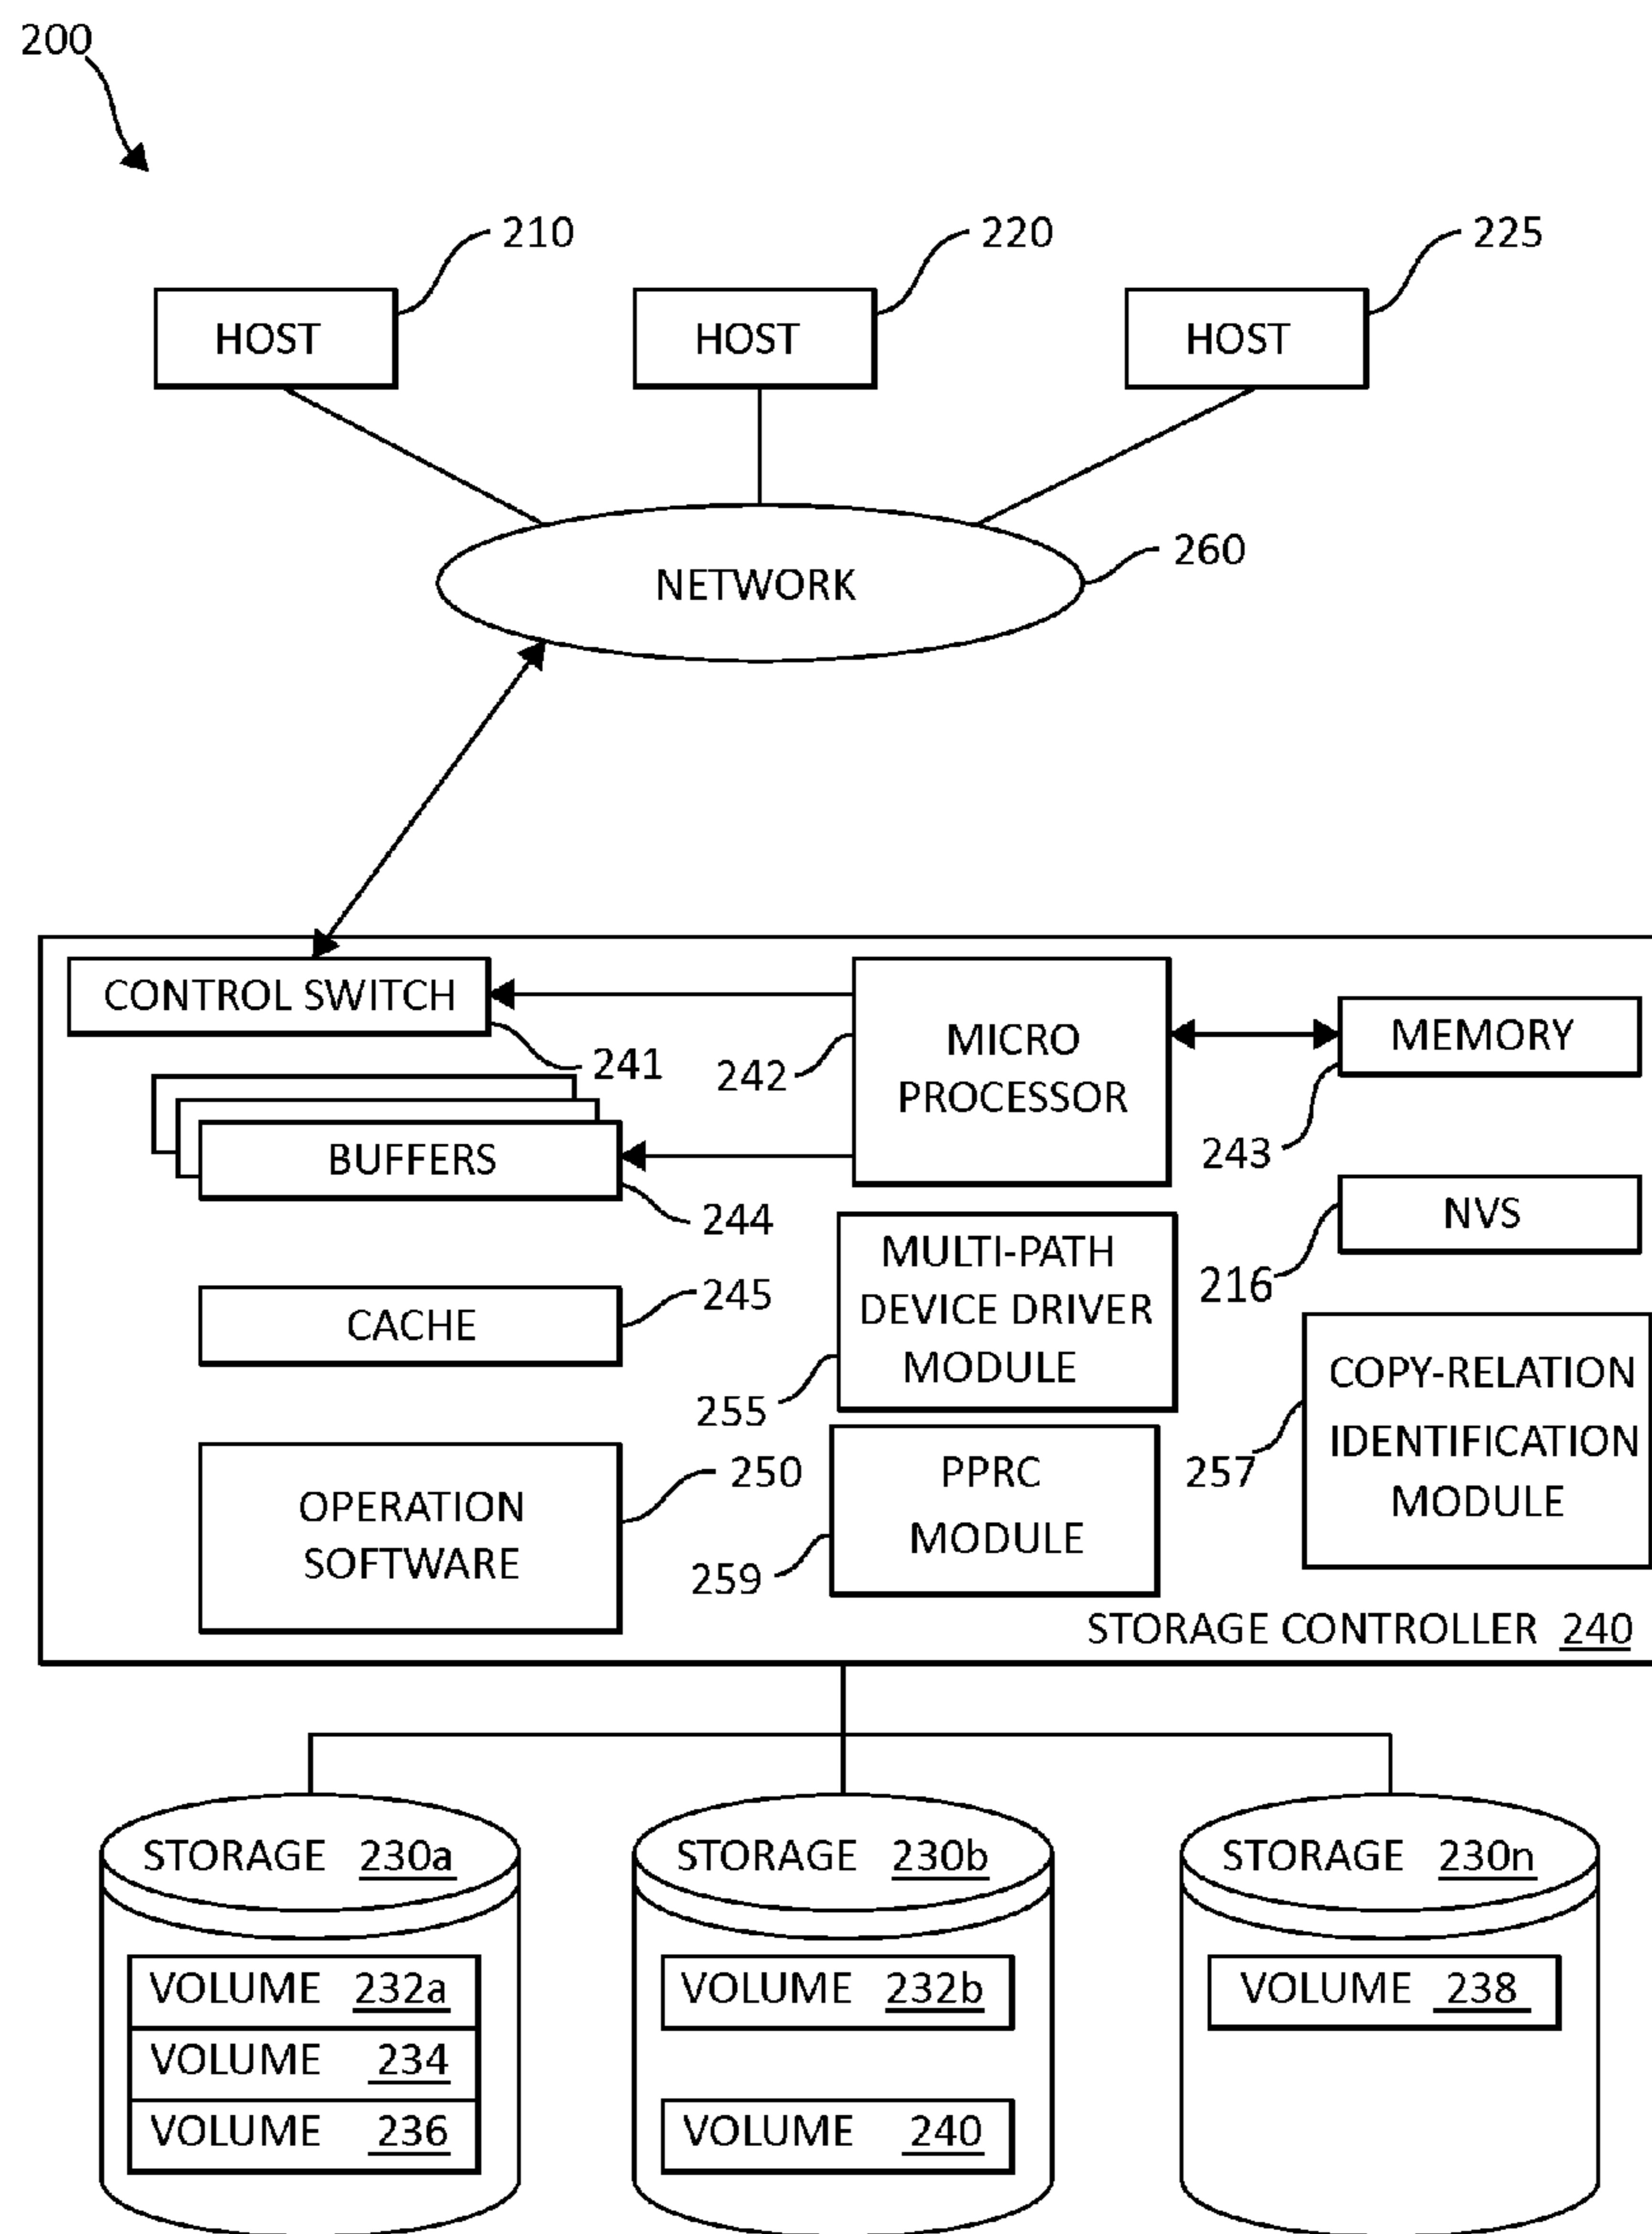 200
210
220
225
HOST
HOST
HOST
260
NETWORK
CONTROL SWITCH
241
242
MICRO
PROCESSOR
MEMORY
243
BUFFERS
244
NVS
216
MULTI-PATH
DEVICE DRIVER
MODULE
255
CACHE
245
COPY-RELATION
IDENTIFICATION
MODULE
257
OPERATION
SOFTWARE
250
PPRC
MODULE
259
STORAGE CONTROLLER 240
STORAGE 230a
VOLUME 232a
VOLUME 234
VOLUME 236
STORAGE 230b
VOLUME 232b
VOLUME 240
STORAGE 230n
VOLUME 238